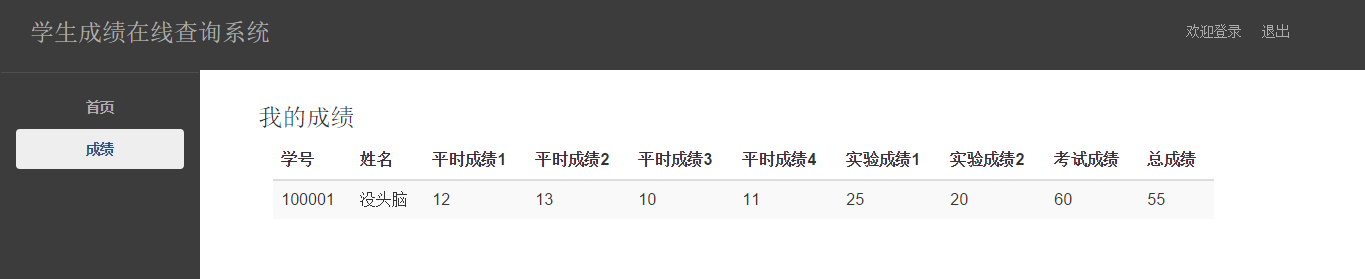 学生成绩在线查询系统 欢迎登录 退出
首页
成绩
我的成绩
学号 姓名 平时成绩1 平时成绩2 平时成绩3 平时成绩4 实验成绩1 实验成绩2 考试成绩 总成绩
100001 没头脑 12 13 10 11 25 20 60 55